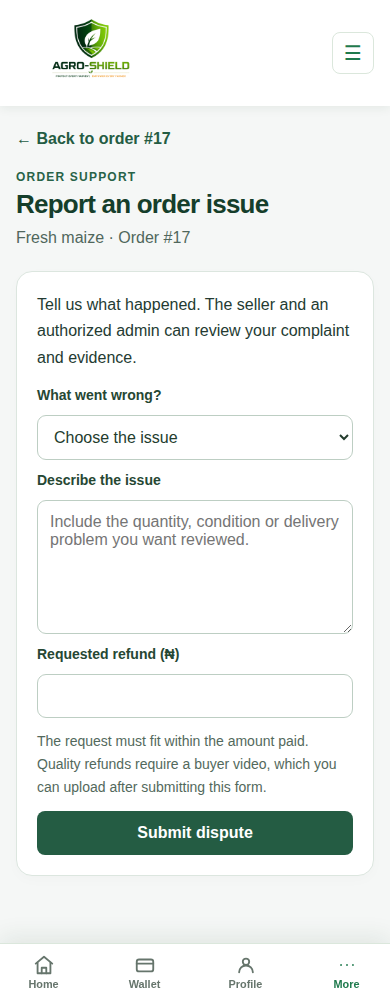 AGRO-SHIELD
☰
← Back to order #17
ORDER SUPPORT
Report an order issue
Fresh maize · Order #17
Tell us what happened. The seller and an
authorized admin can review your complaint
and evidence.
What went wrong?
Choose the issue
Describe the issue
Include the quantity, condition or delivery
problem you want reviewed.
Requested refund (₦)
The request must fit within the amount paid.
Quality refunds require a buyer video, which you
can upload after submitting this form.
Submit dispute
Home
Wallet
Profile
More